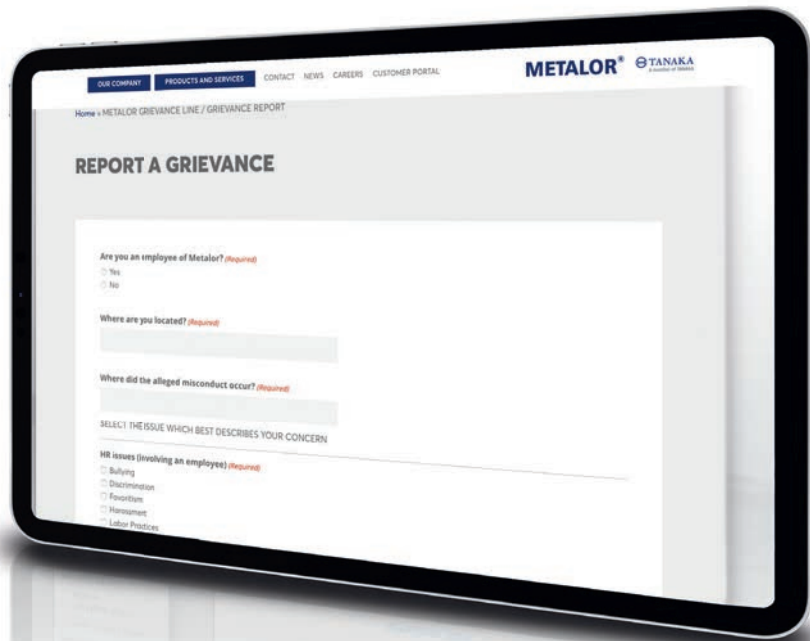 OUR COMPANY PRODUCTS AND SERVICES CONTACT NEWS CAREERS CUSTOMER PORTAL METALOR® TANAKA
Home » METALOR GRIEVANCE LINE / GRIEVANCE REPORT
REPORT A GRIEVANCE
Are you an employee of Metalor? (Required)
Yes
No
Where are you located? (Required)
Where did the alleged misconduct occur? (Required)
SELECT THE ISSUE WHICH BEST DESCRIBES YOUR CONCERN
HR issues (involving an employee) (Required)
Bullying
Discrimination
Favoritism
Harassment
Labor Practices